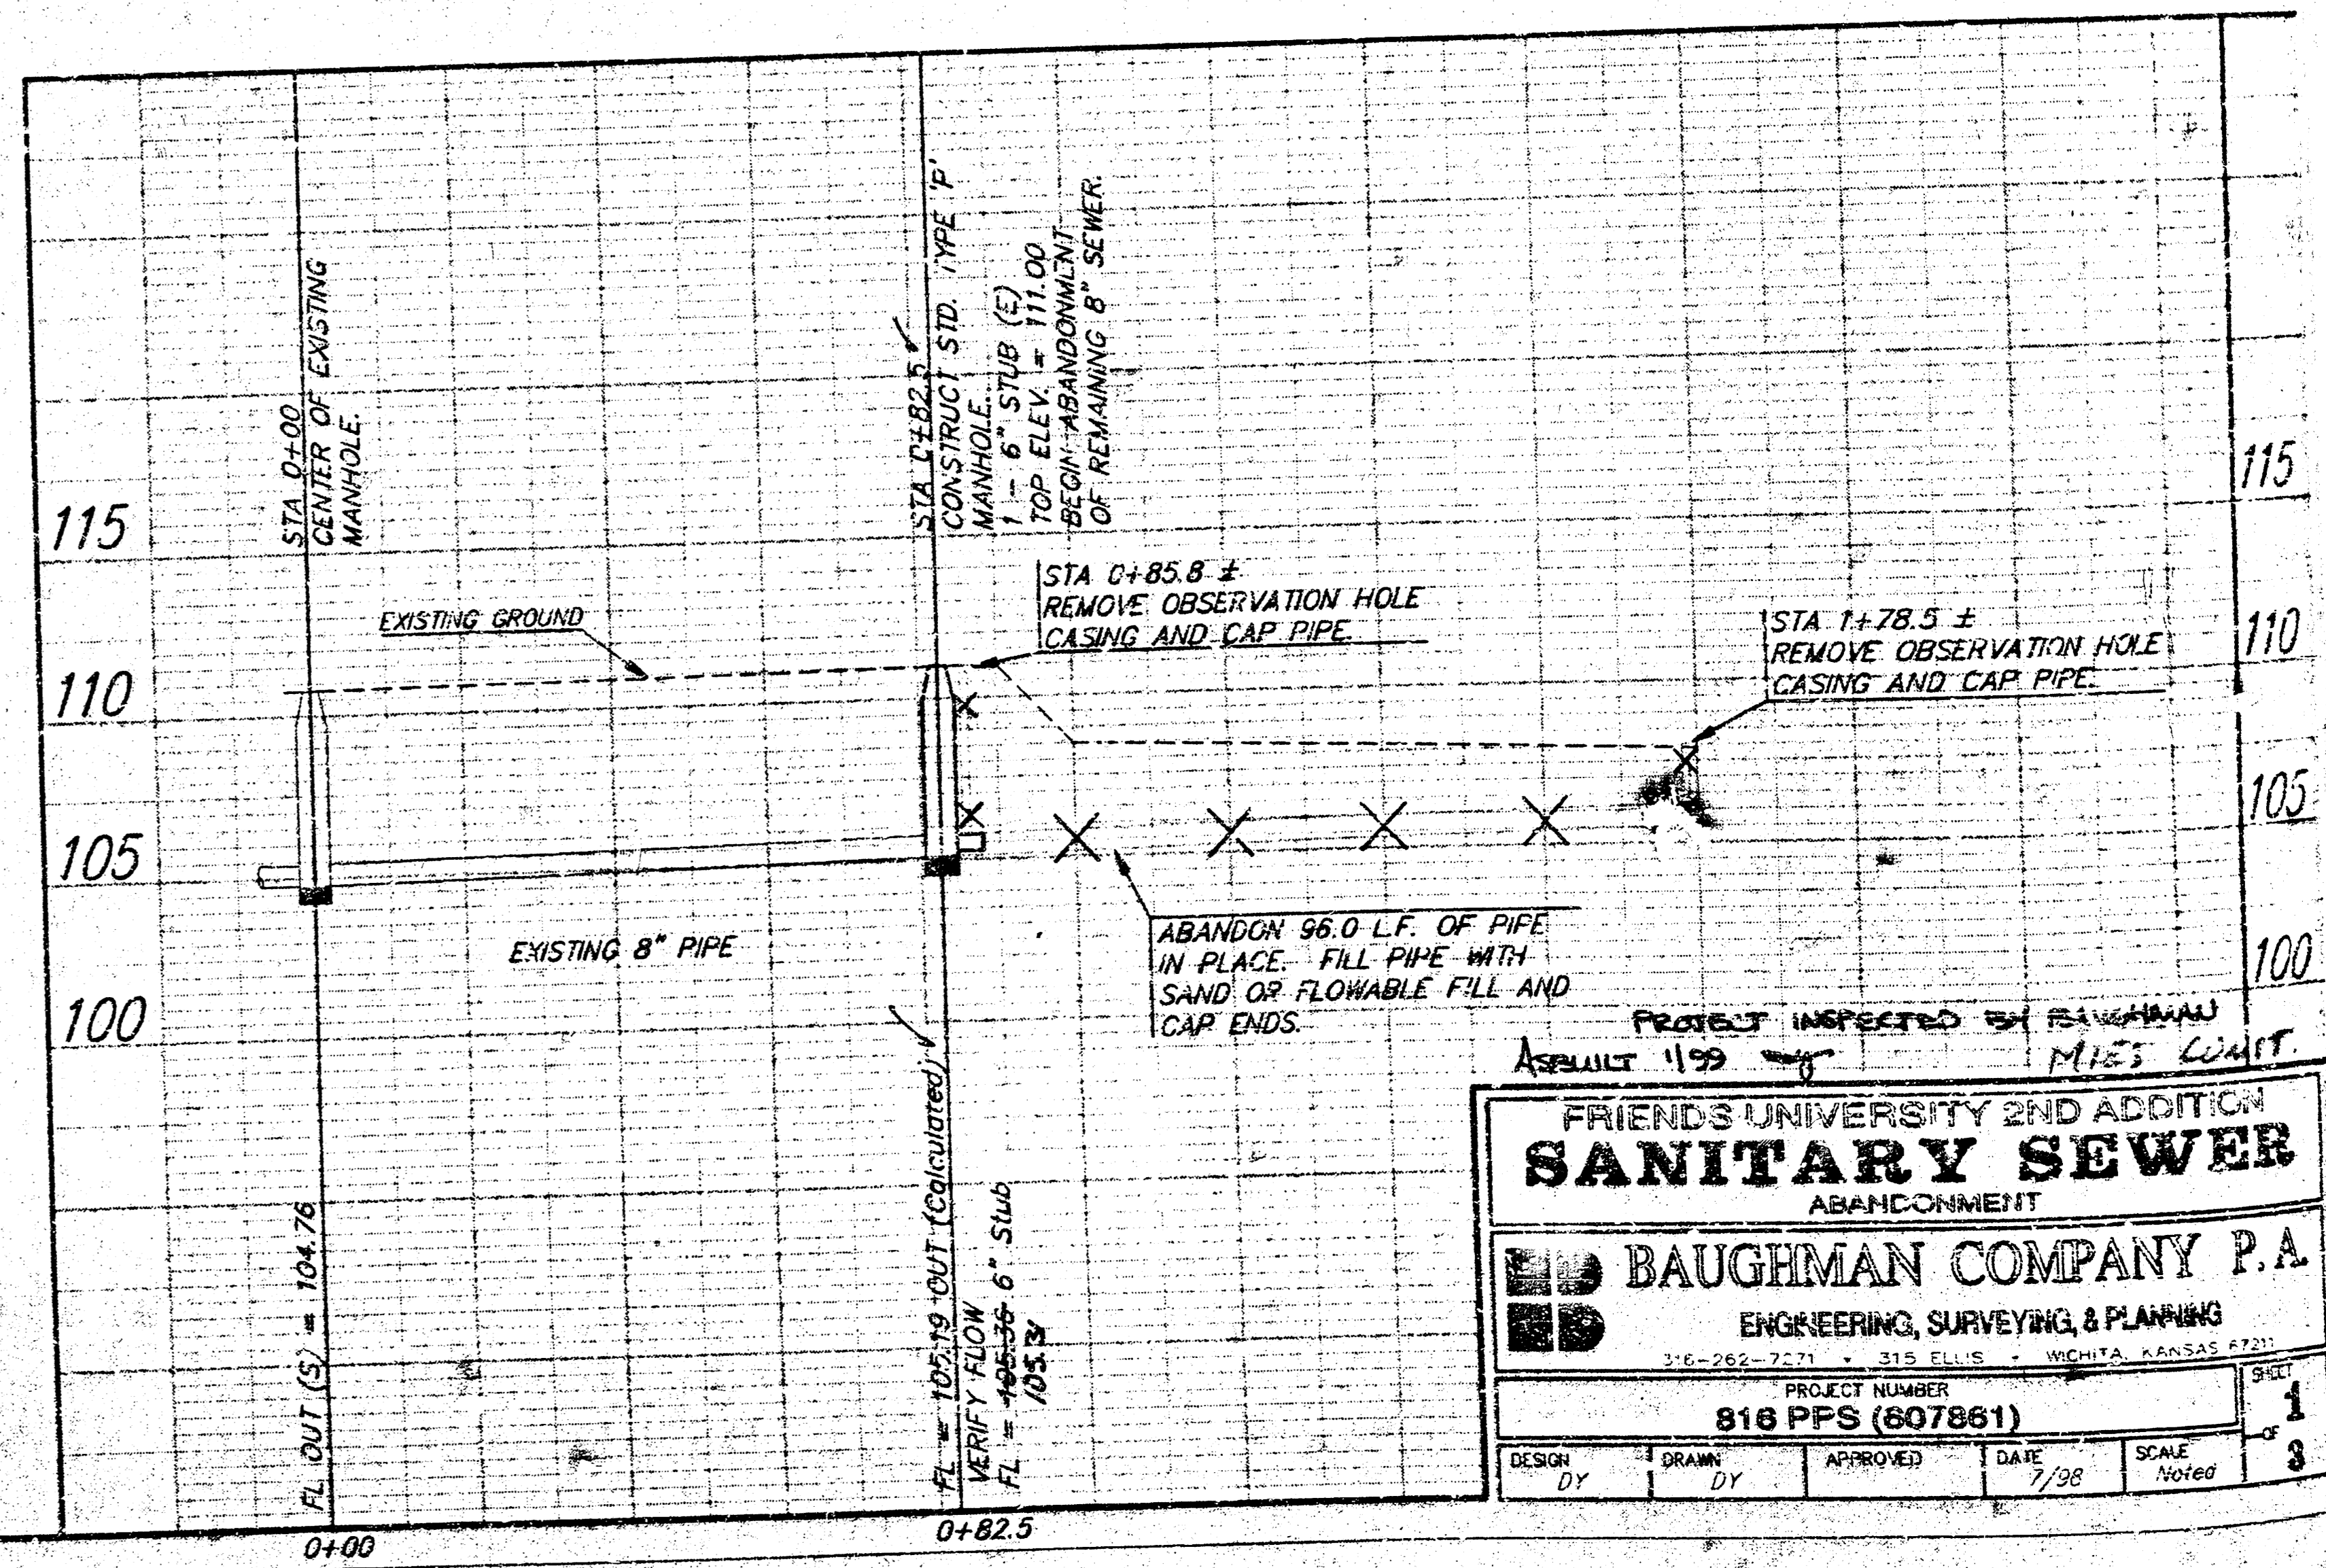 STA 0+00
CENTER OF EXISTING
MANHOLE.
STA 0+82.5
CONSTRUCT STD. TYPE 'P'
MANHOLE.
1 - 6" STUB (E)
TOP ELEV. = 111.00
BEGIN ABANDONMENT
OF REMAINING 8" SEWER.
115
115
STA 0+85.8 ±
REMOVE OBSERVATION HOLE
CASING AND CAP PIPE.
EXISTING GROUND
STA 1+78.5 ±
REMOVE OBSERVATION HOLE
CASING AND CAP PIPE.
110
110
105
105
EXISTING 8" PIPE
ABANDON 96.0 L.F. OF PIPE
IN PLACE. FILL PIPE WITH
SAND OR FLOWABLE FILL AND
CAP ENDS.
100
100
PROJECT INSPECTED BY BAUGHMAN
ASBUILT 1/99
MIES CONST.
FL OUT (S) = 104.76
FL = 105.19 OUT (Calculated)
VERIFY FLOW
FL = 105.36 6" Stub
105.31
0+00
0+82.5
FRIENDS UNIVERSITY 2ND ADDITION
SANITARY SEWER
ABANDONMENT
BAUGHMAN COMPANY P.A.
ENGINEERING, SURVEYING, & PLANNING
316-262-7271 • 315 ELLIS • WICHITA, KANSAS 67211
PROJECT NUMBER
816 PPS (607861)
SHEET
1
OF
3
DESIGN
DY
DRAWN
DY
APPROVED
DATE
7/98
SCALE
Noted